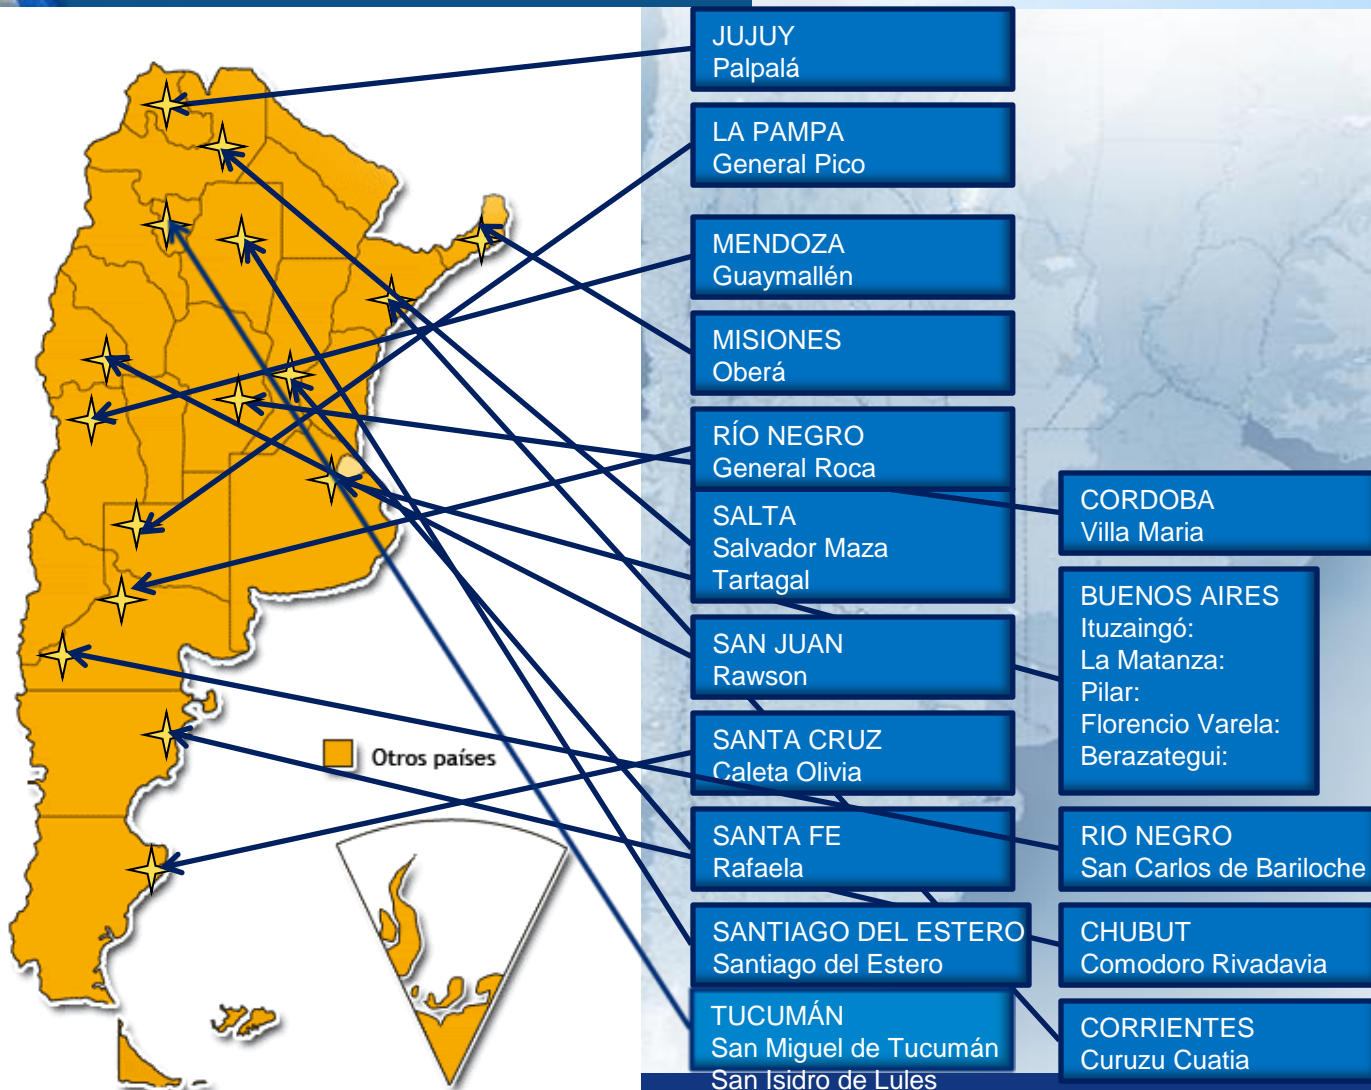 JUJUY
Palpalá
LA PAMPA
General Pico
MENDOZA
Guaymallén
MISIONES
Oberá
RÍO NEGRO
General Roca
SALTA
Salvador Maza
Tartagal
SAN JUAN
Rawson
SANTA CRUZ
Caleta Olivia
SANTA FE
Rafaela
SANTIAGO DEL ESTERO
Santiago del Estero
TUCUMÁN
San Miguel de Tucumán
San Isidro de Lules
CORDOBA
Villa Maria
BUENOS AIRES
Ituzaingó:
La Matanza:
Pilar:
Florencio Varela:
Berazategui:
RIO NEGRO
San Carlos de Bariloche
CHUBUT
Comodoro Rivadavia
CORRIENTES
Curuzu Cuatia
Otros países